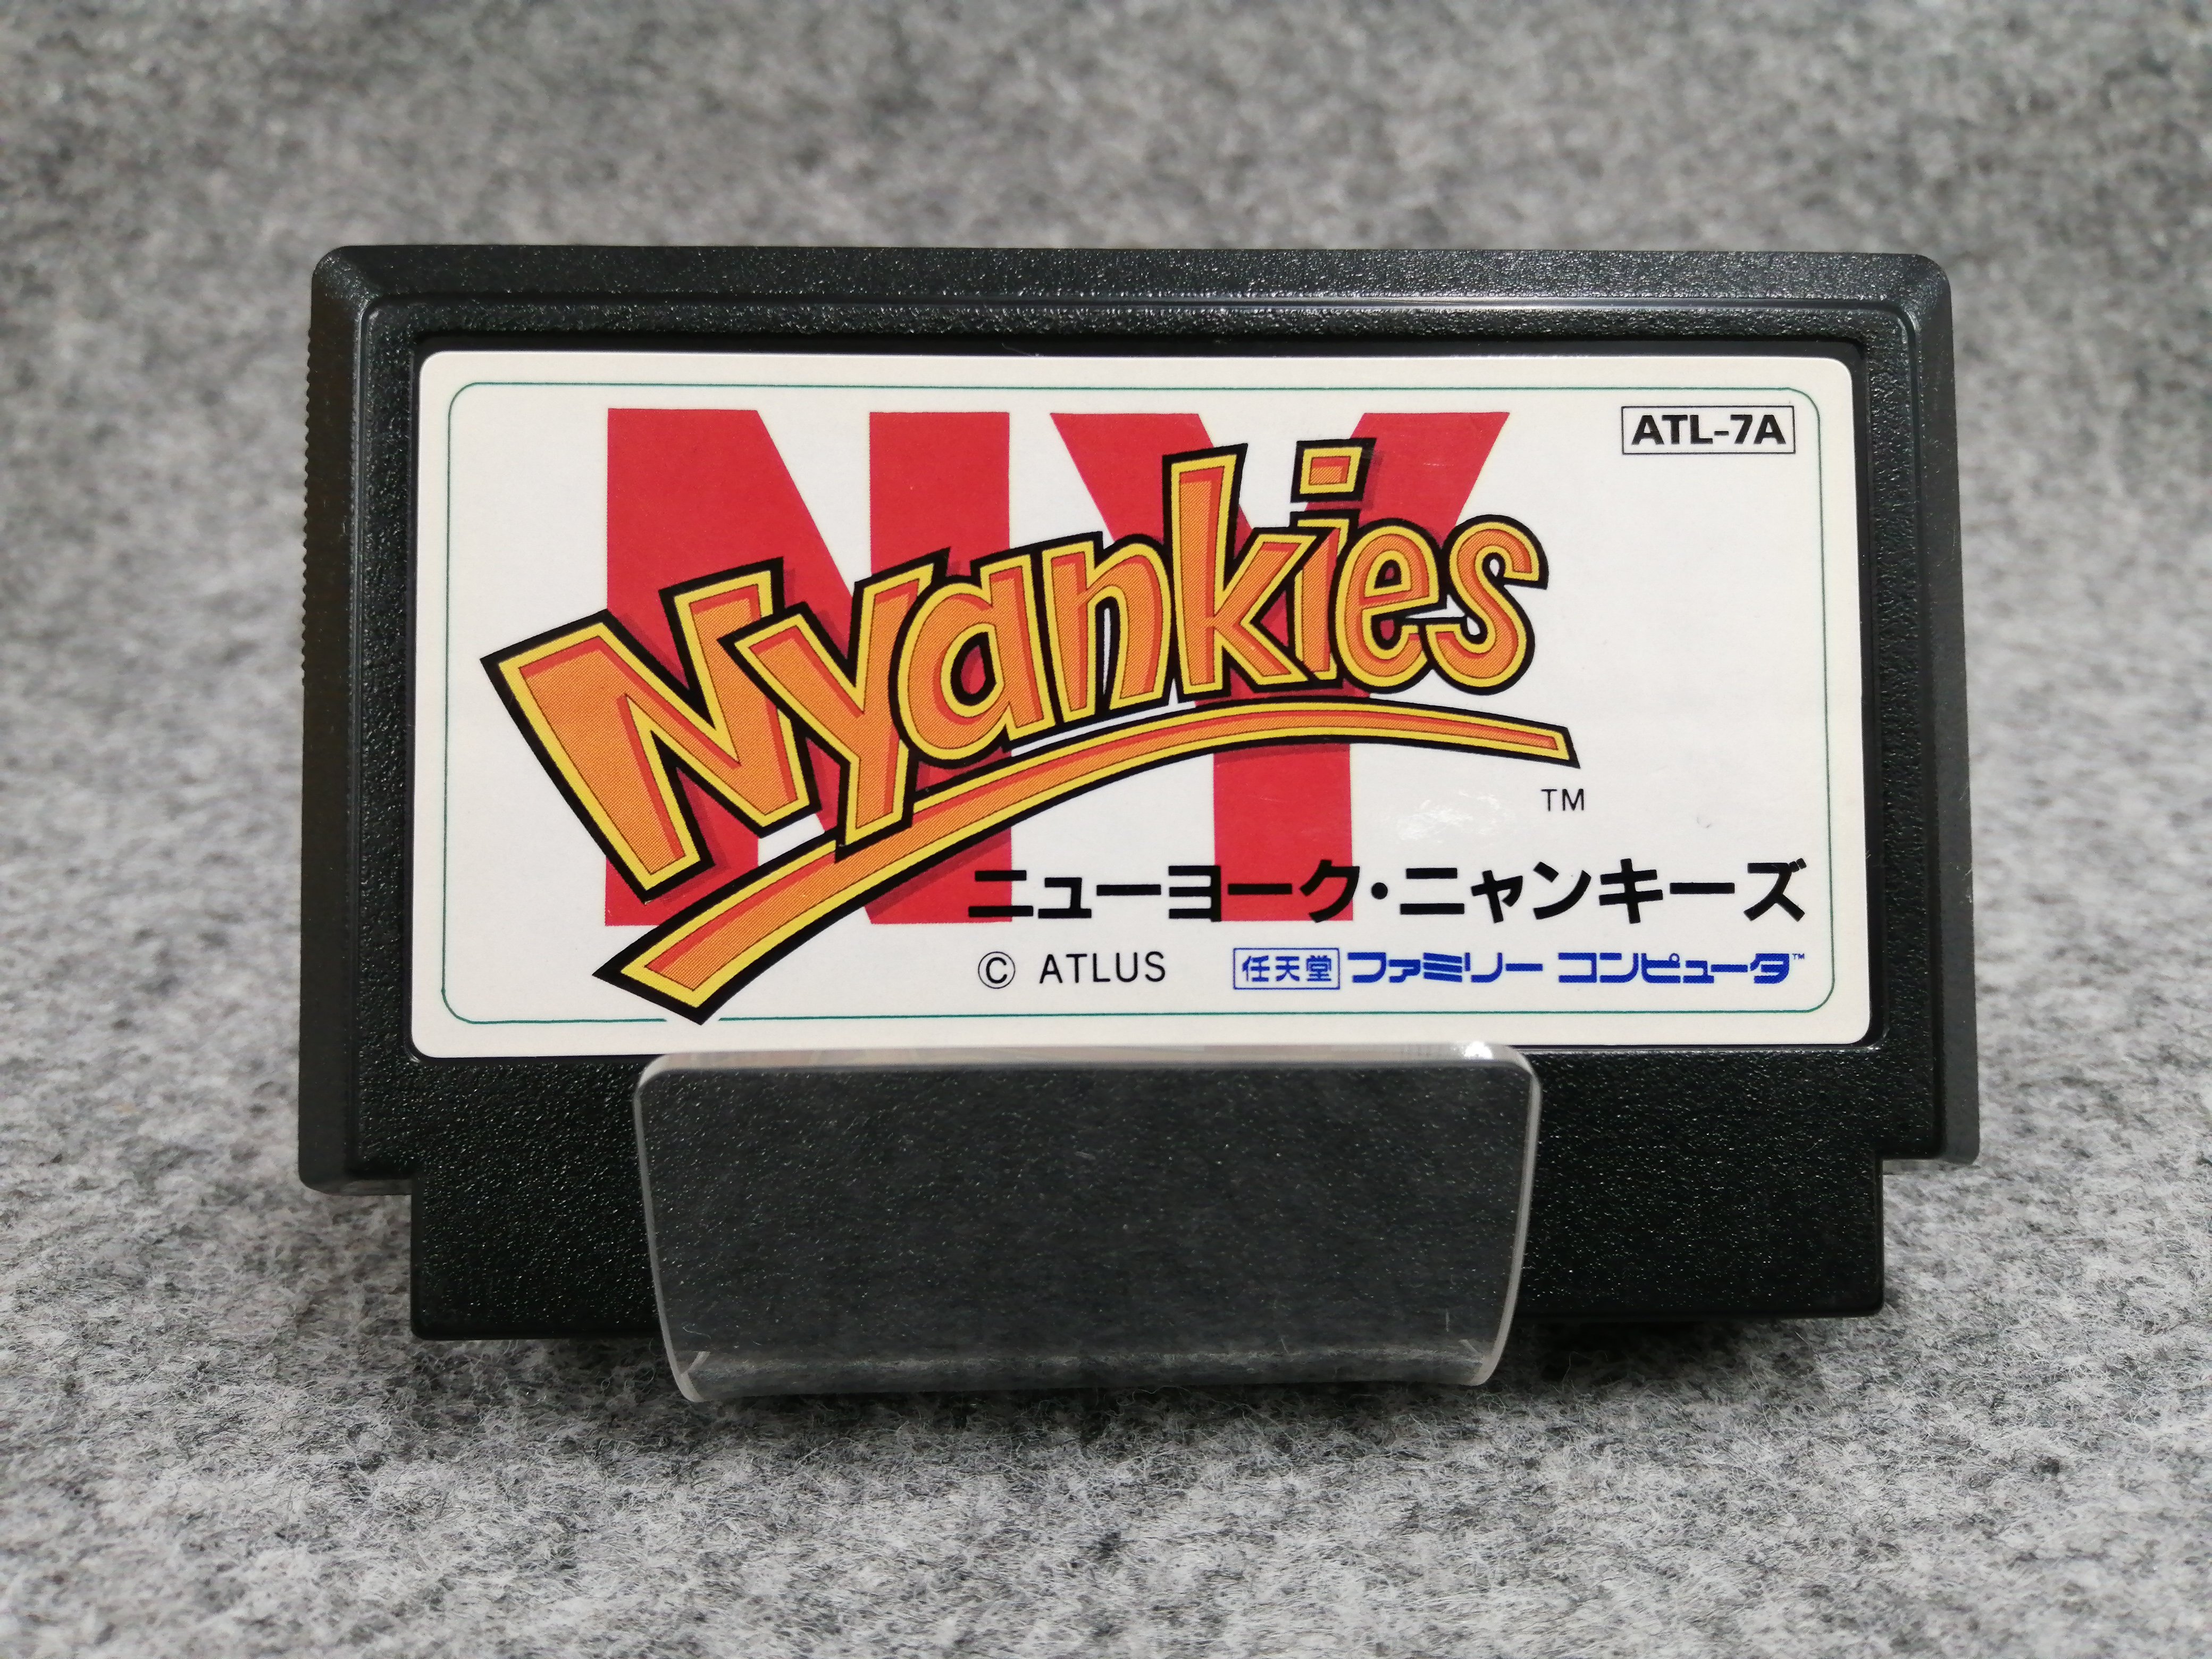 ATL-7A
NY
Nyankies
TM
ニューヨーク・ニャンキーズ
© ATLUS 任天堂 ファミリー コンピュータ™